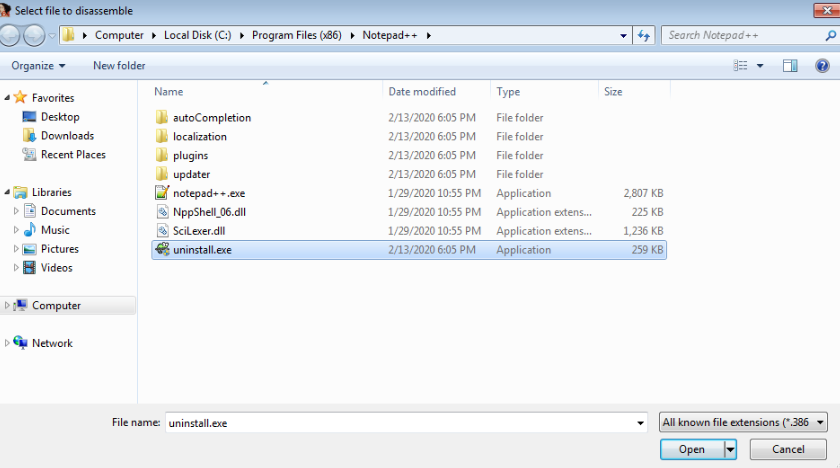 Select file to disassemble
Computer Local Disk (C:) Program Files (x86) Notepad++ Search Notepad++
Organize New folder
Name Date modified Type Size
Favorites
Desktop
Downloads
Recent Places
Libraries
Documents
Music
Pictures
Videos
Computer
Network
autoCompletion 2/13/2020 6:05 PM File folder
localization 2/13/2020 6:05 PM File folder
plugins 2/13/2020 6:05 PM File folder
updater 2/13/2020 6:05 PM File folder
notepad++.exe 1/29/2020 10:55 PM Application 2,807 KB
NppShell_06.dll 1/29/2020 10:55 PM Application extens... 225 KB
SciLexer.dll 1/29/2020 10:55 PM Application extens... 1,236 KB
uninstall.exe 2/13/2020 6:05 PM Application 259 KB
File name: uninstall.exe All known file extensions (*.386
Open Cancel